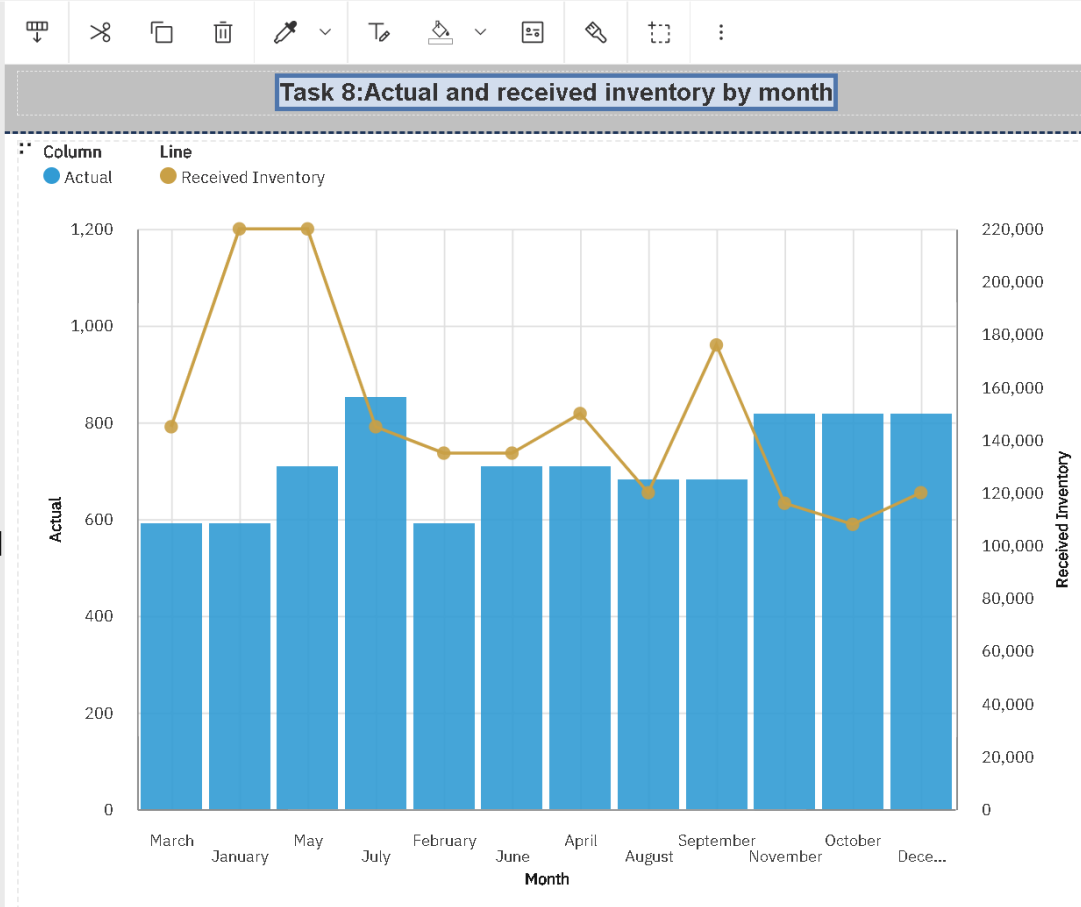 Task 8:Actual and received inventory by month
Column Line
Actual Received Inventory
1,200 220,000
200,000
1,000 180,000
160,000
800 140,000
120,000
600 100,000
80,000
400 60,000
40,000
200 20,000
0 0
Actual
Received Inventory
March January May July February June April August September November October Dece...
Month